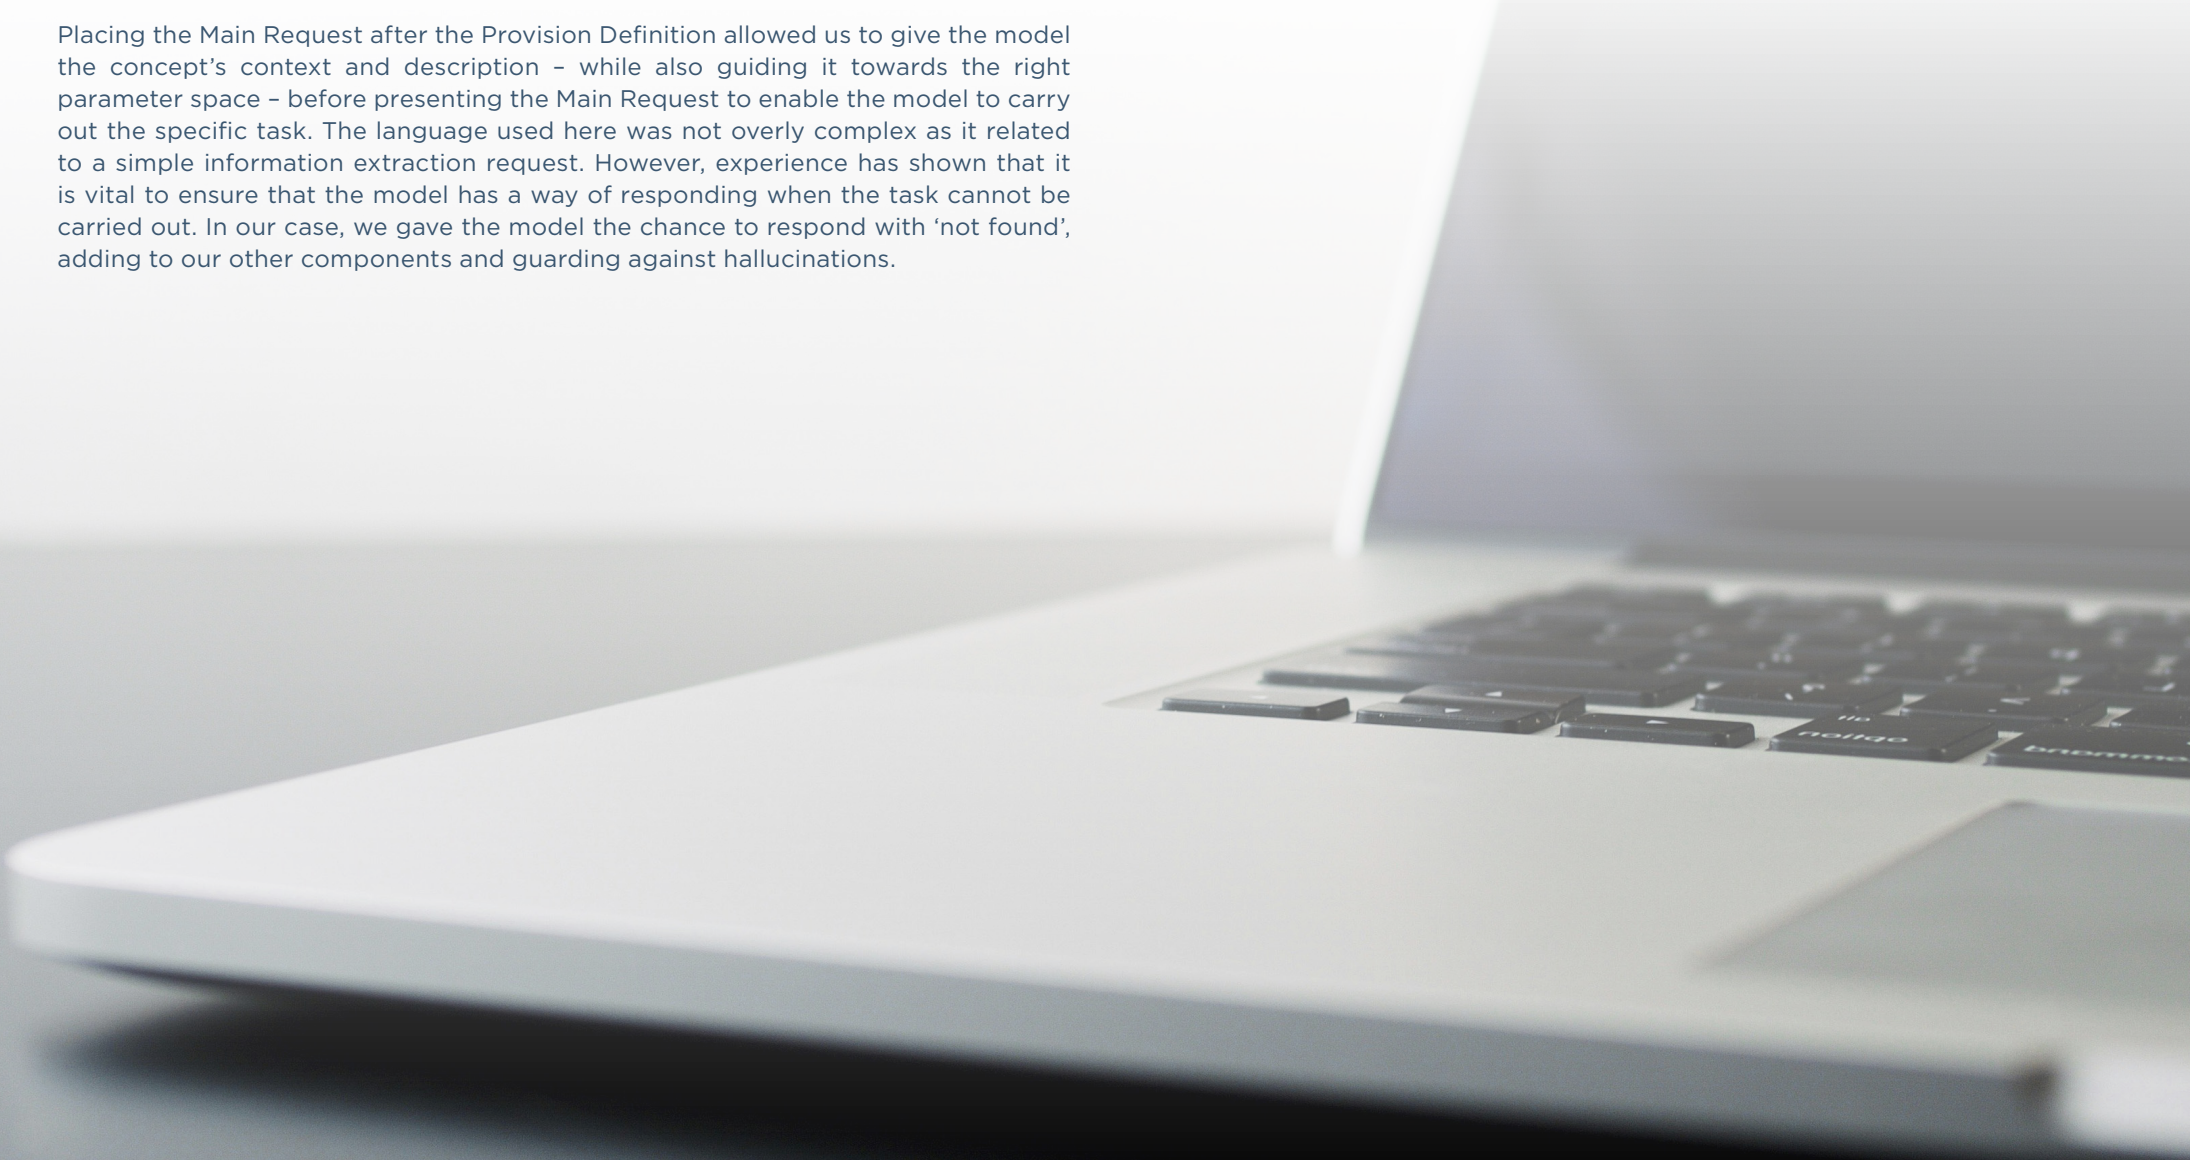 Placing the Main Request after the Provision Definition allowed us to give the model
the concept’s context and description – while also guiding it towards the right
parameter space – before presenting the Main Request to enable the model to carry
out the specific task. The language used here was not overly complex as it related
to a simple information extraction request. However, experience has shown that it
is vital to ensure that the model has a way of responding when the task cannot be
carried out. In our case, we gave the model the chance to respond with ‘not found’,
adding to our other components and guarding against hallucinations.
alt
option